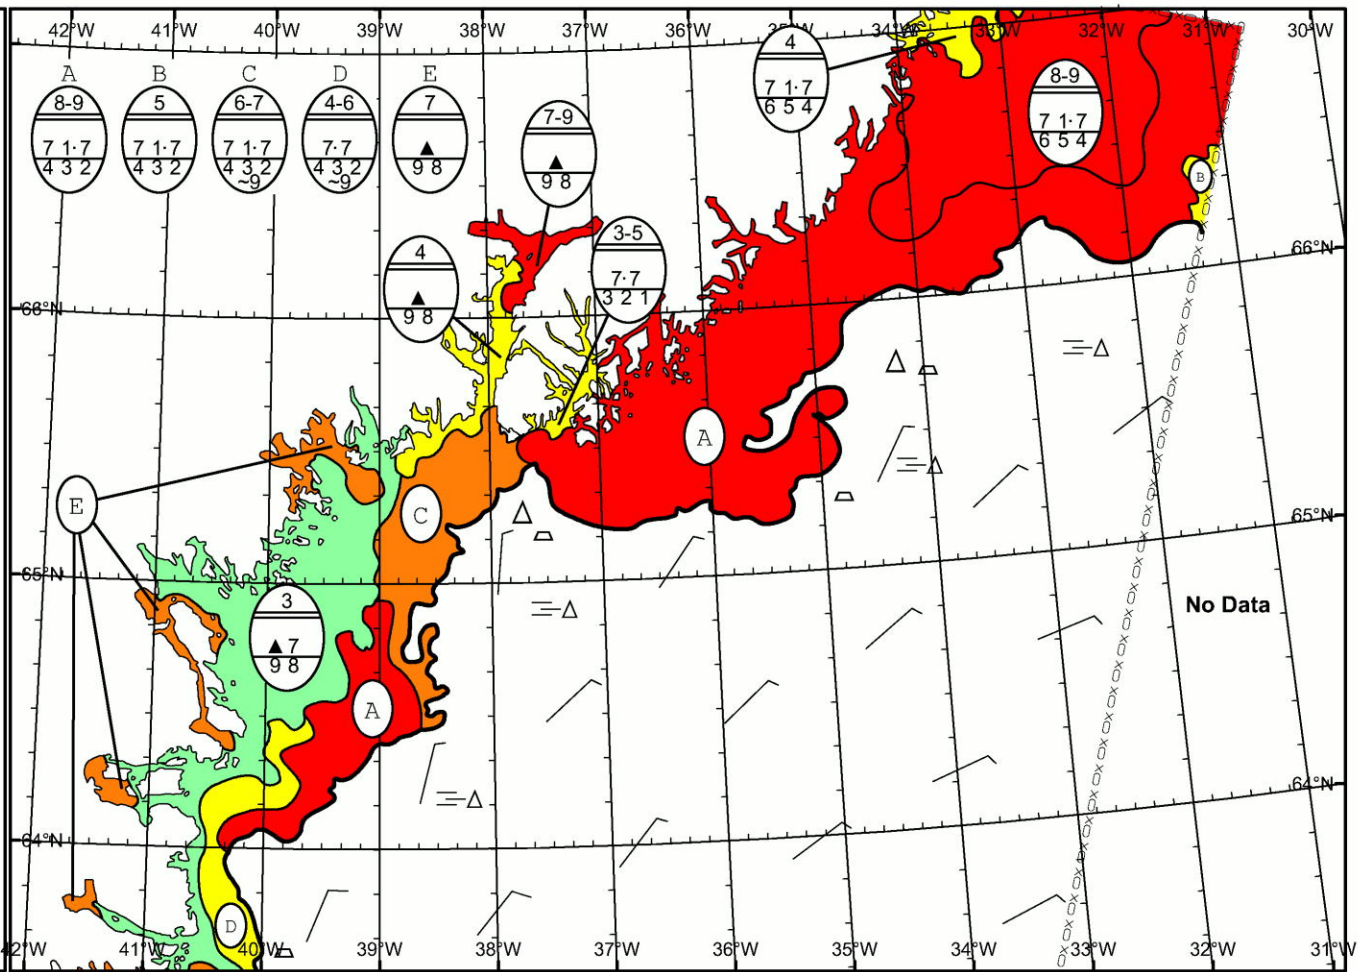 42°W 41°W 40°W 39°W 38°W 37°W 36°W 35°W 34°W 33°W 32°W 31°W 30°W
A B C D E
8-9 5 6-7 4-6 7
7 1·7 7 1·7 7 1·7 7·7 ▲
4 3 2 4 3 2 4 3 2 4 3 2 9 8
~9 ~9
7-9
▲
9 8
4
7 1·7
6 5 4
8-9
7 1·7
6 5 4
B
3-5
7·7
3 2 1
4
▲
9 8
66°N
66°N
A
E
C
65°N
65°N
3
▲ 7
9 8
No Data
A
64°N
64°N
D
42°W 41°W 40°W 39°W 38°W 37°W 36°W 35°W 34°W 33°W 32°W 31°W